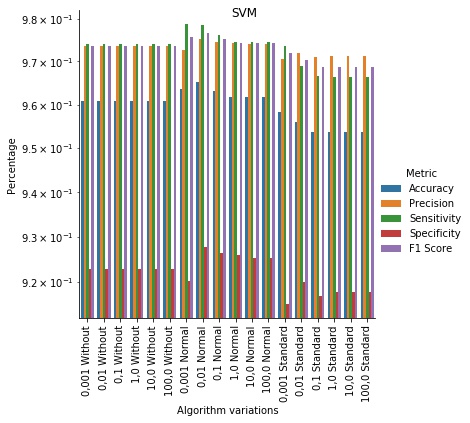 SVM
9.8 × 10⁻¹
9.7 × 10⁻¹
9.6 × 10⁻¹
9.5 × 10⁻¹
9.4 × 10⁻¹
9.3 × 10⁻¹
9.2 × 10⁻¹
Percentage
0,001 Without
0,01 Without
0,1 Without
1,0 Without
10,0 Without
100,0 Without
0,001 Normal
0,01 Normal
0,1 Normal
1,0 Normal
10,0 Normal
100,0 Normal
0,001 Standard
0,01 Standard
0,1 Standard
1,0 Standard
10,0 Standard
100,0 Standard
Algorithm variations
Metric
Accuracy
Precision
Sensitivity
Specificity
F1 Score